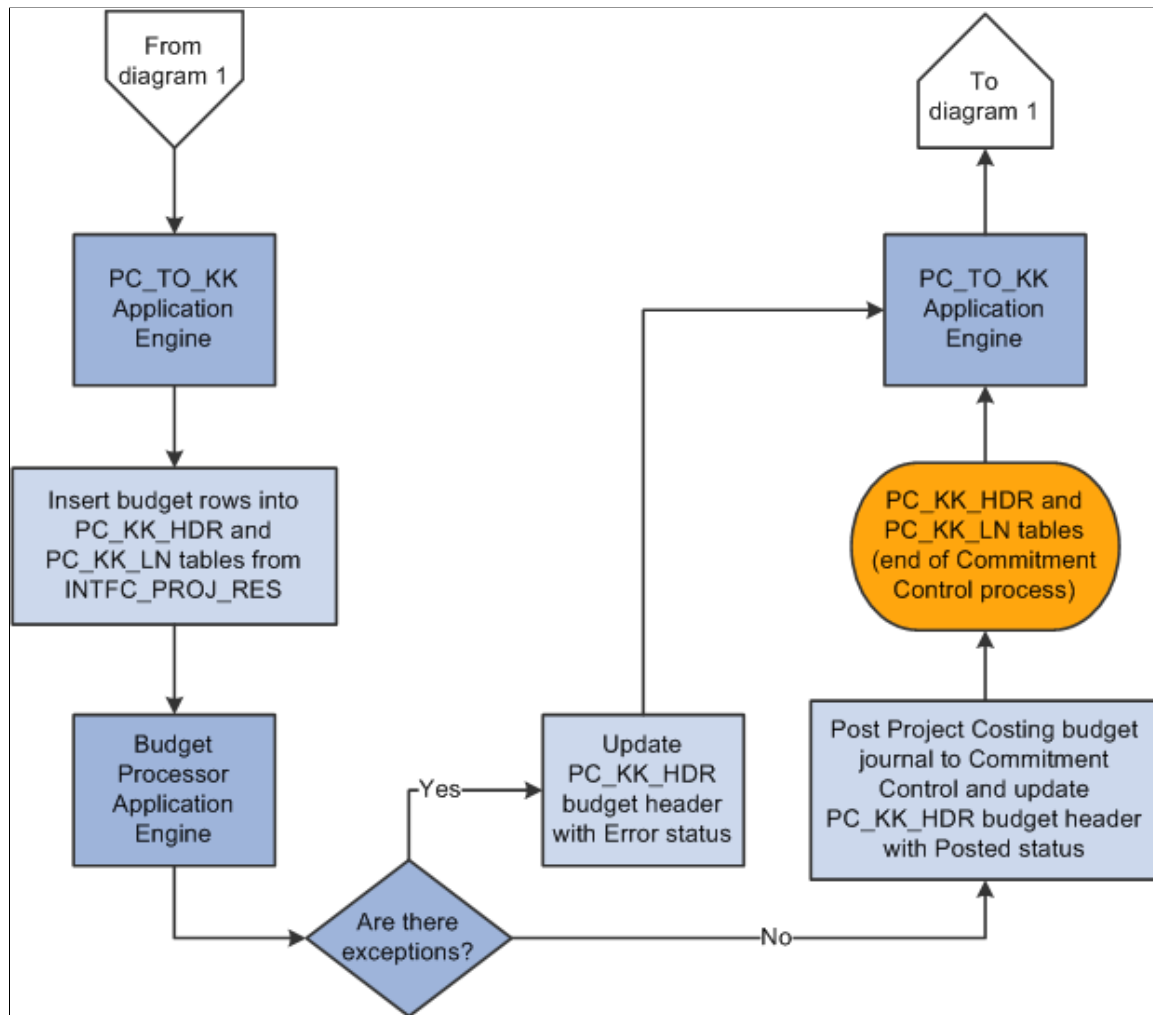 From
diagram 1
PC_TO_KK
Application
Engine
Insert budget rows into
PC_KK_HDR and
PC_KK_LN tables from
INTFC_PROJ_RES
Budget
Processor
Application
Engine
Are there
exceptions?
Yes
Update
PC_KK_HDR
budget header
with Error status
No
Post Project Costing budget
journal to Commitment
Control and update
PC_KK_HDR budget header
with Posted status
PC_KK_HDR and
PC_KK_LN tables
(end of Commitment
Control process)
PC_TO_KK
Application
Engine
To
diagram 1